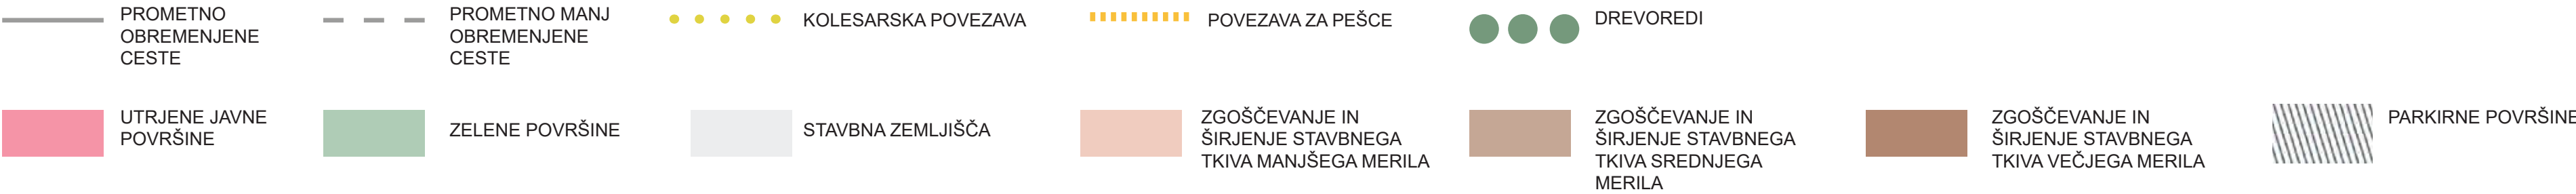 PROMETNO
OBREMENJENE
CESTE
PROMETNO MANJ
OBREMENJENE
CESTE
KOLESARSKA POVEZAVA
POVEZAVA ZA PEŠCE
DREVOREDI
UTRJENE JAVNE
POVRŠINE
ZELENE POVRŠINE
STAVBNA ZEMLJIŠČA
ZGOŠČEVANJE IN
ŠIRJENJE STAVBNEGA
TKIVA MANJŠEGA MERILA
ZGOŠČEVANJE IN
ŠIRJENJE STAVBNEGA
TKIVA SREDNJEGA
MERILA
ZGOŠČEVANJE IN
ŠIRJENJE STAVBNEGA
TKIVA VEČJEGA MERILA
PARKIRNE POVRŠINE